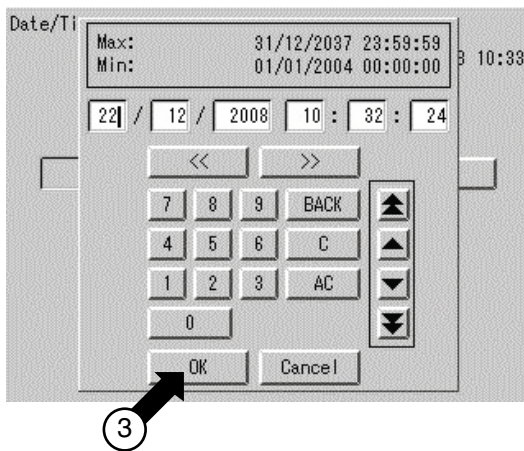 Date/Ti
Max: 31/12/2037 23:59:59
Min: 01/01/2004 00:00:00
10:33
22 / 12 / 2008 10 : 32 : 24
<< >>
7 8 9 BACK
4 5 6 C
1 2 3 AC
0
OK Cancel
3